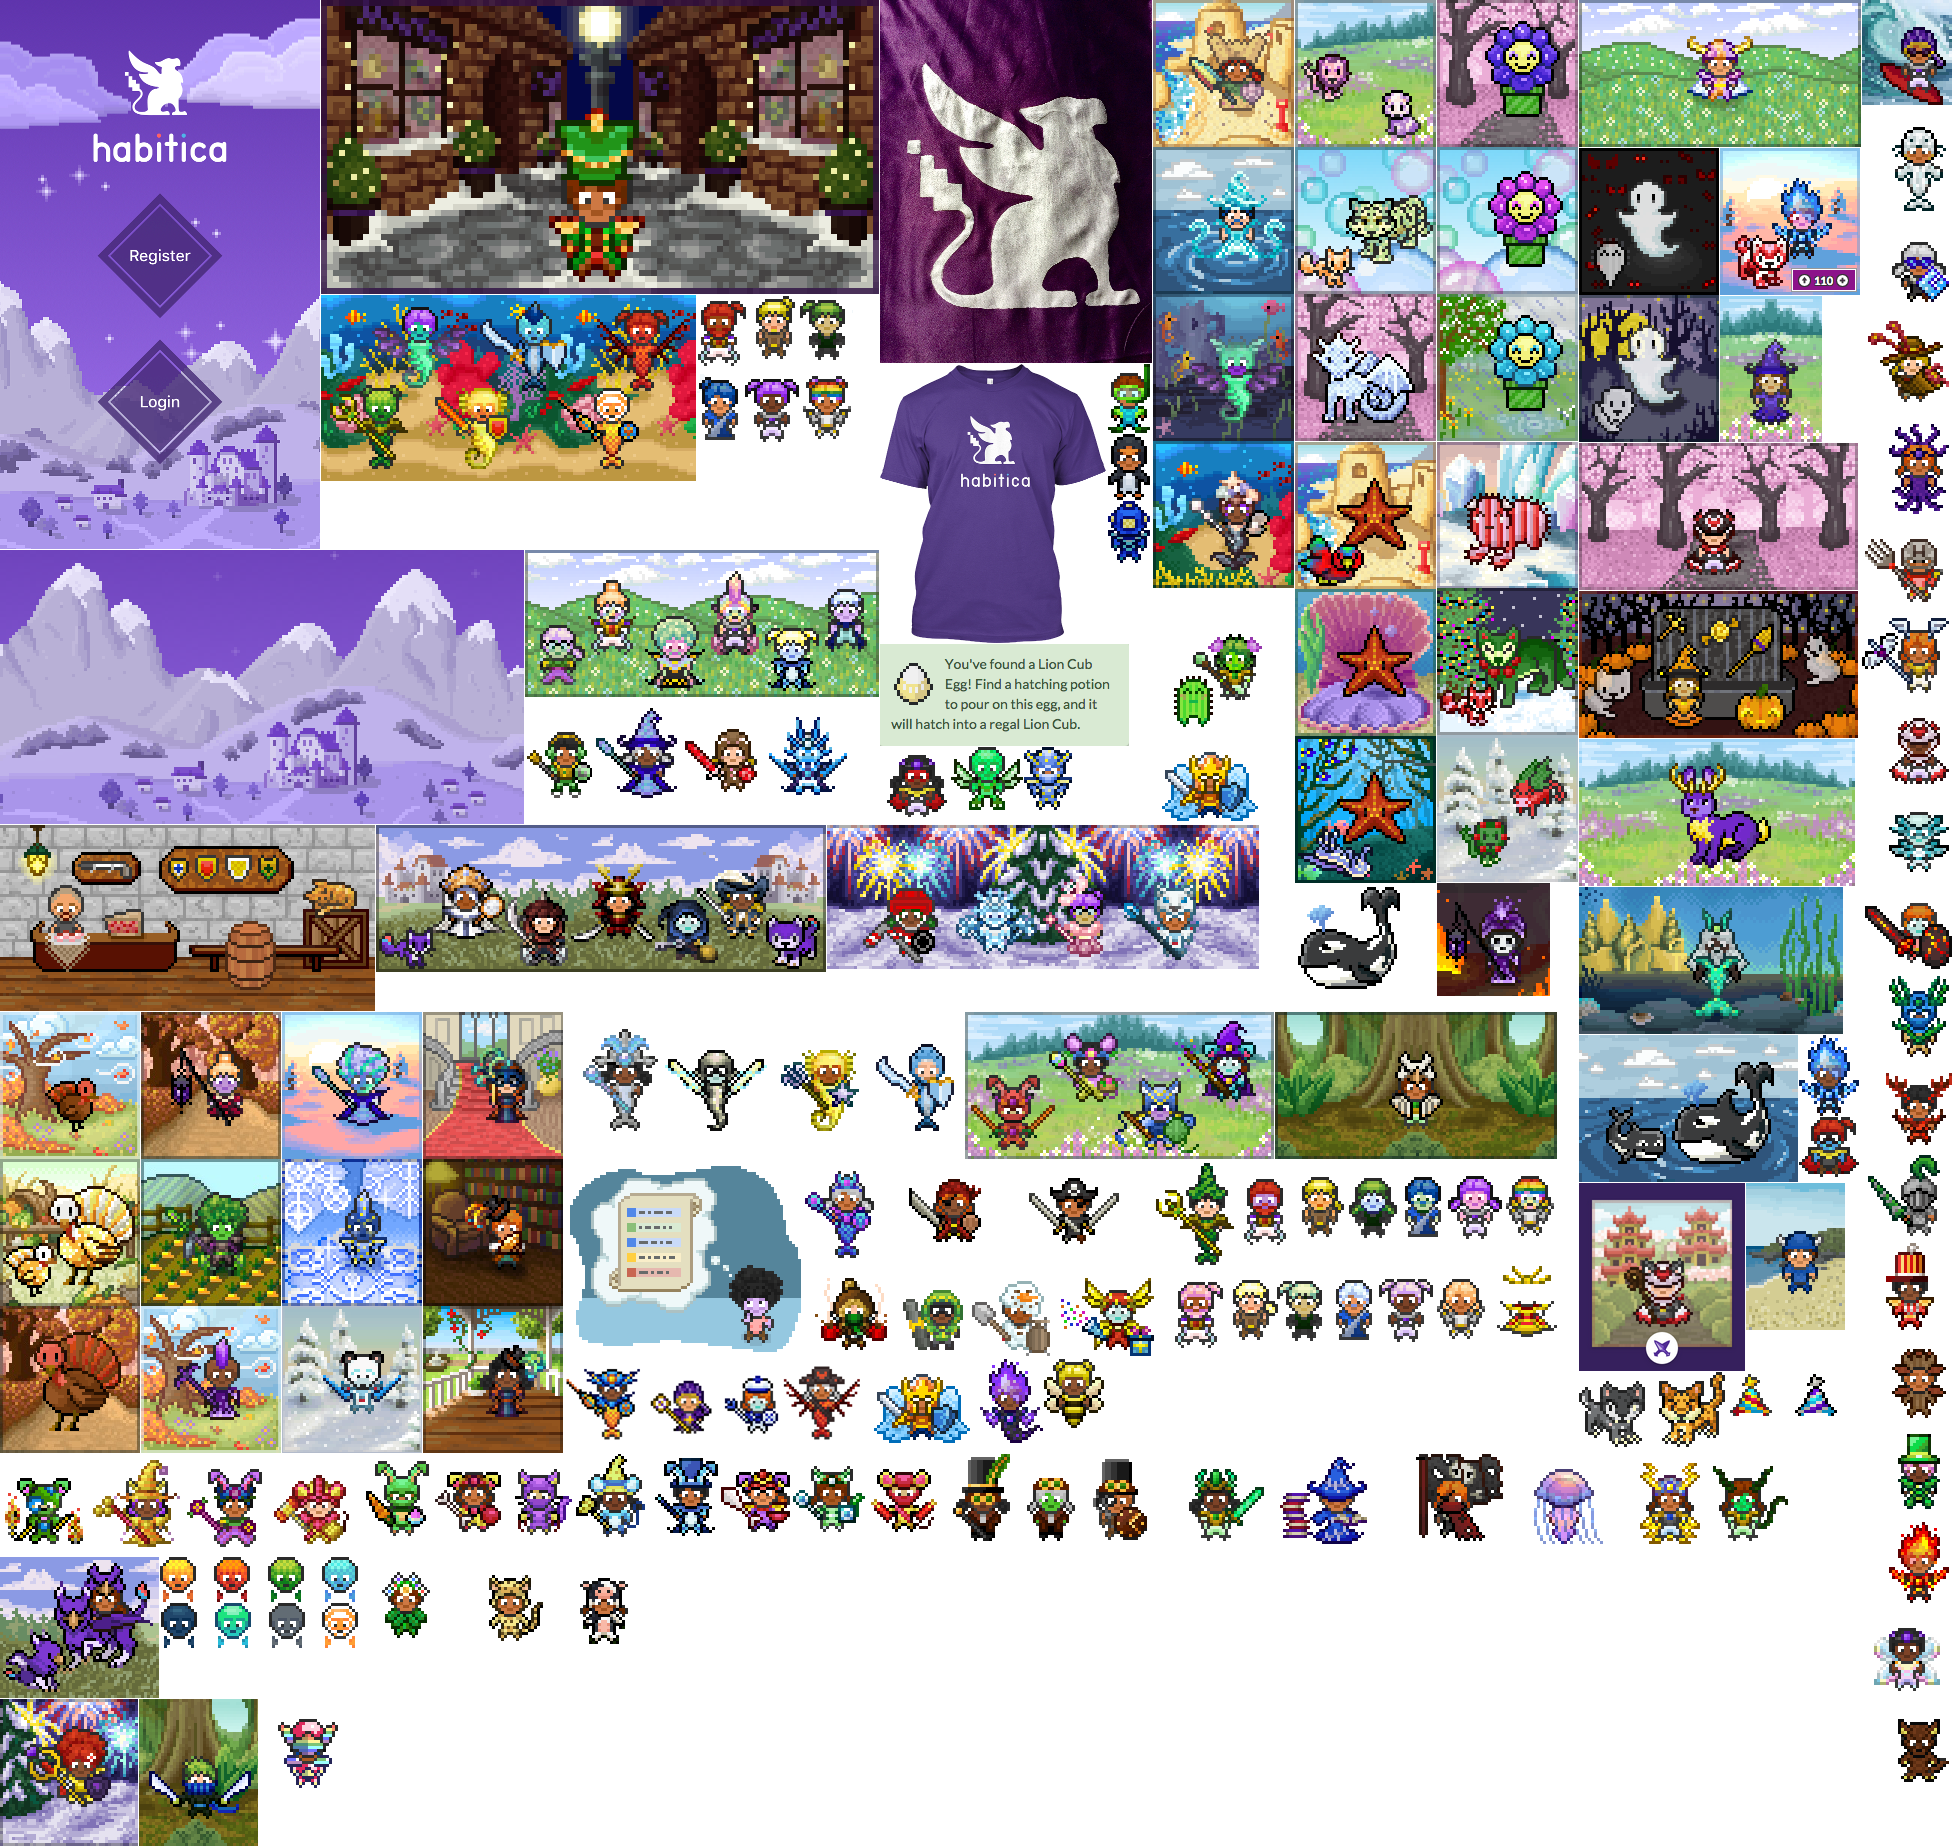 habitica
Register
Login
habitica
You've found a Lion Cub
Egg! Find a hatching potion
to pour on this egg, and it
will hatch into a regal Lion Cub.
110